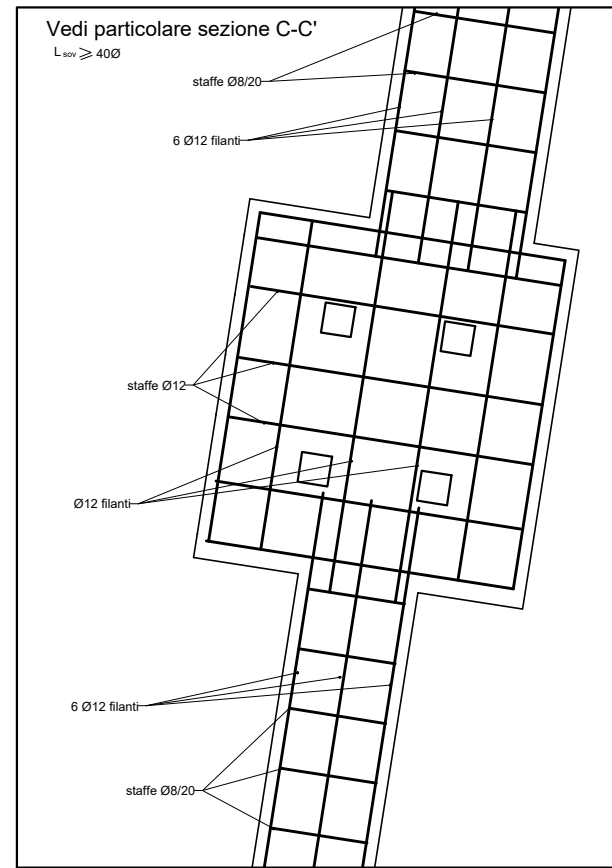 Vedi particolare sezione C-C'
L sov ⩾ 40Ø
staffe Ø8/20
6 Ø12 filanti
staffe Ø12
Ø12 filanti
6 Ø12 filanti
staffe Ø8/20